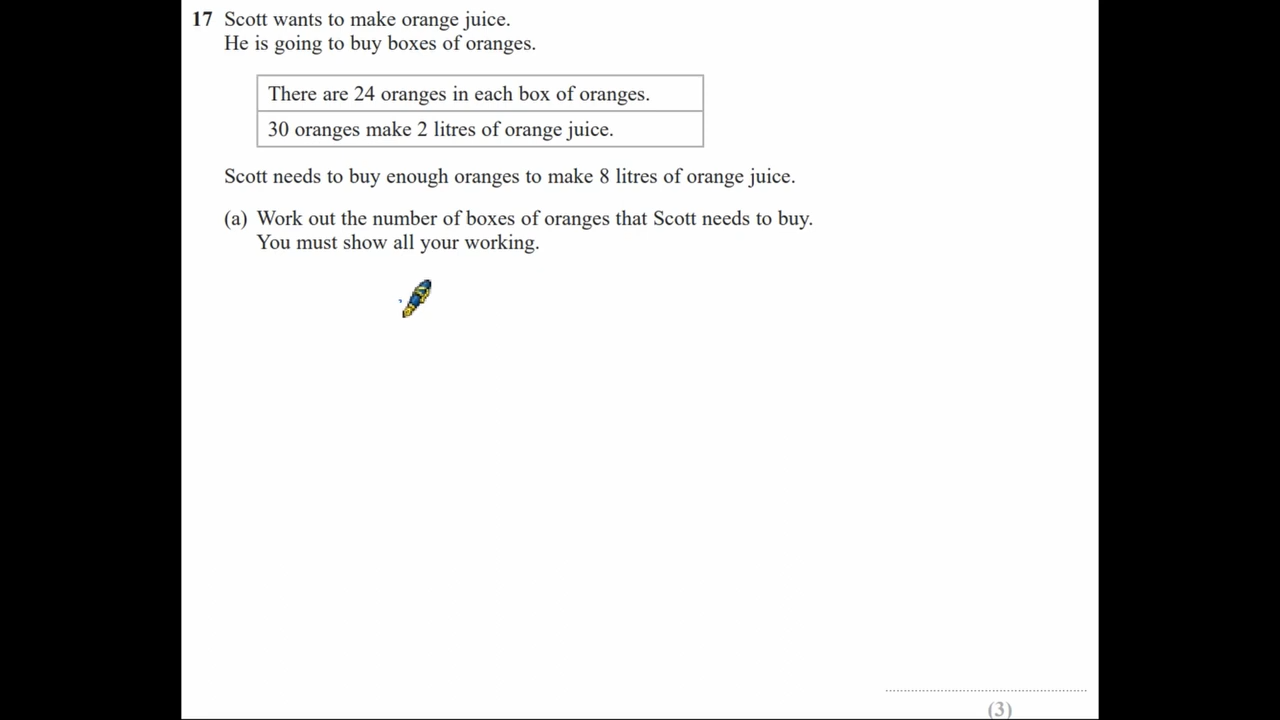 17 Scott wants to make orange juice.
He is going to buy boxes of oranges.
There are 24 oranges in each box of oranges.
30 oranges make 2 litres of orange juice.
Scott needs to buy enough oranges to make 8 litres of orange juice.
(a) Work out the number of boxes of oranges that Scott needs to buy.
You must show all your working.
(3)